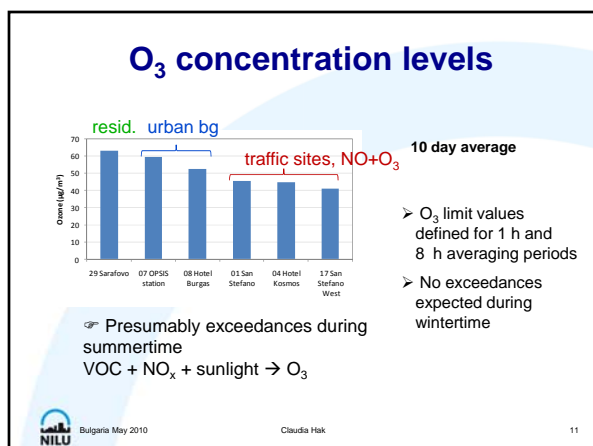 O₃ concentration levels
resid. urban bg
traffic sites, NO+O₃
10 day average
Ozone (µg/m³)
70
60
50
40
30
20
10
0
29 Sarafovo
07 OPSIS
station
08 Hotel
Burgas
01 San
Stefano
04 Hotel
Kosmos
17 San
Stefano
West
➢ O₃ limit values
defined for 1 h and
8 h averaging periods
➢ No exceedances
expected during
wintertime
☞ Presumably exceedances during
summertime
VOC + NOₓ + sunlight → O₃
NILU
Bulgaria May 2010
Claudia Hak
11